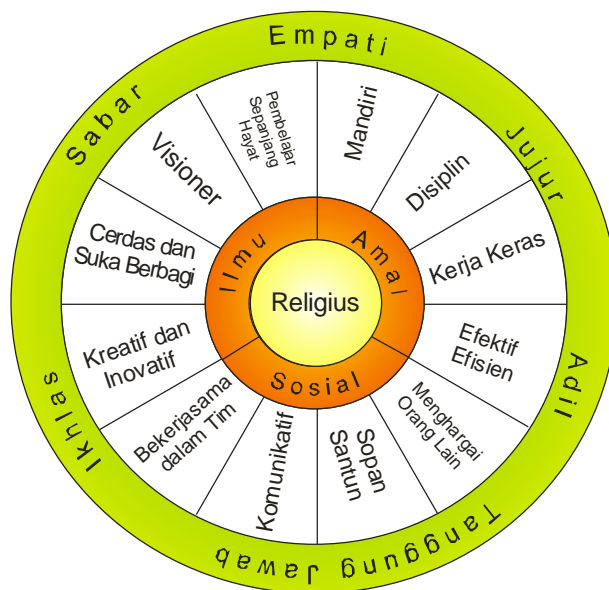 Empati
Jujur
Adil
Tanggung Jawab
Ikhlas
Sabar
Pembelajar
Sepanjang
Hayat
Mandiri
Disiplin
Kerja Keras
Efektif
Efisien
Menghargai
Orang Lain
Sopan
Santun
Komunikatif
Bekerjasama
dalam Tim
Kreatif dan
Inovatif
Cerdas dan
Suka Berbagi
Visioner
Ilmu
Amal
Sosial
Religius